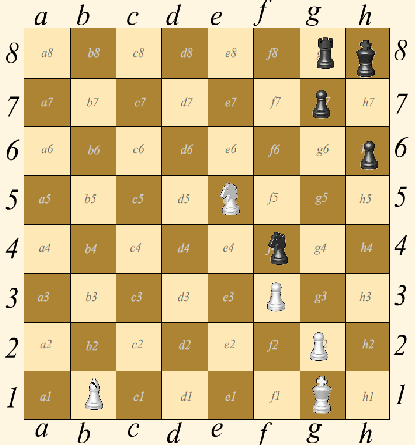 a b c d e f g h
8 a8 b8 c8 d8 e8 f8 8
7 a7 b7 c7 d7 e7 f7 h7 7
6 a6 b6 c6 d6 e6 f6 g6 6
5 a5 b5 c5 d5 f5 g5 h5 5
4 a4 b4 c4 d4 e4 g4 h4 4
3 a3 b3 c3 d3 e3 g3 h3 3
2 a2 b2 c2 d2 e2 f2 h2 2
1 a1 c1 d1 e1 f1 h1 1
a b c d e f g h